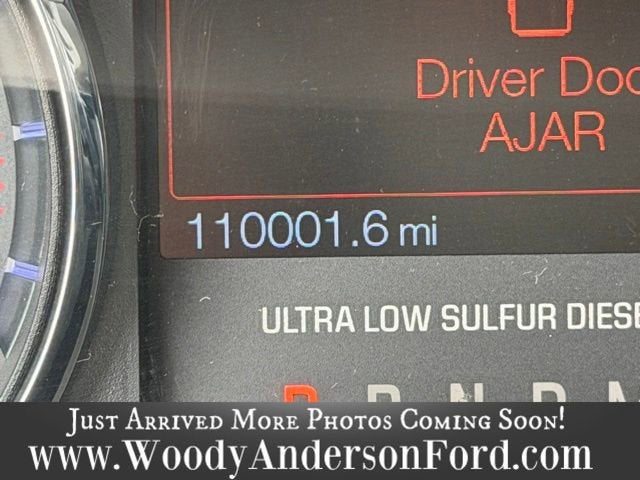 Driver Doo
AJAR
110001.6 mi
ULTRA LOW SULFUR DIESE
P R N D M
Just Arrived More Photos Coming Soon!
www.WoodyAndersonFord.com